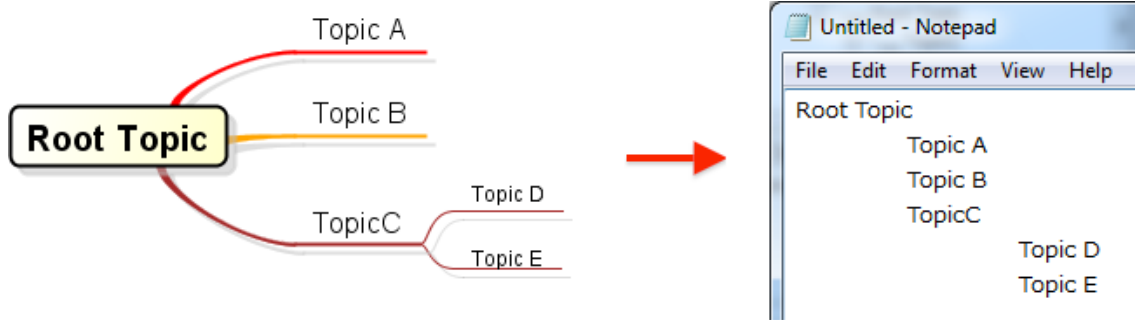 Topic A
Topic B
Root Topic
TopicC
Topic D
Topic E
Untitled - Notepad
File Edit Format View Help
Root Topic
Topic A
Topic B
TopicC
Topic D
Topic E